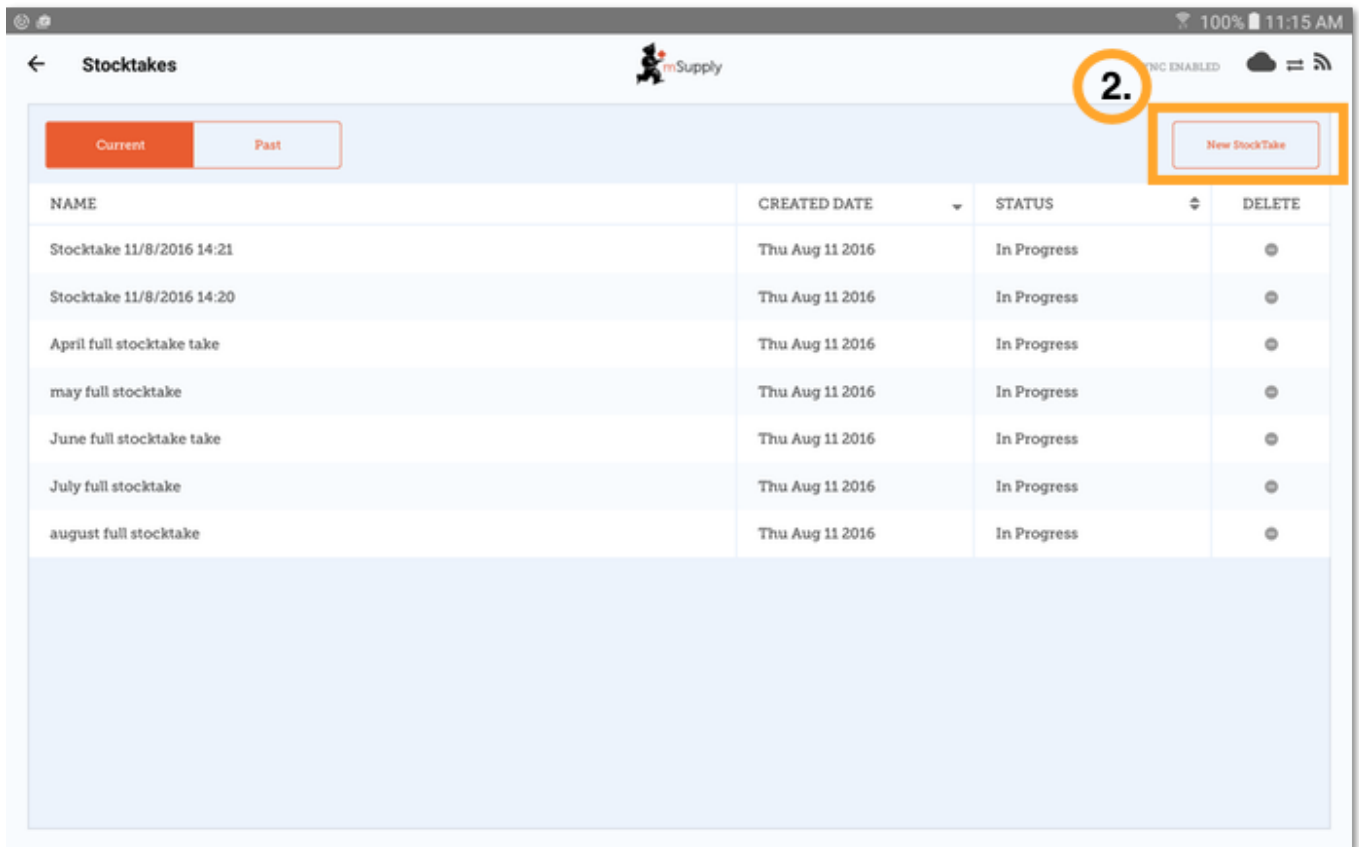 100% 11:15 AM
Stocktakes
mSupply
NC ENABLED
2.
Current
Past
New StockTake
NAME
CREATED DATE
STATUS
DELETE
Stocktake 11/8/2016 14:21
Thu Aug 11 2016
In Progress
Stocktake 11/8/2016 14:20
Thu Aug 11 2016
In Progress
April full stocktake take
Thu Aug 11 2016
In Progress
may full stocktake
Thu Aug 11 2016
In Progress
June full stocktake take
Thu Aug 11 2016
In Progress
July full stocktake
Thu Aug 11 2016
In Progress
august full stocktake
Thu Aug 11 2016
In Progress